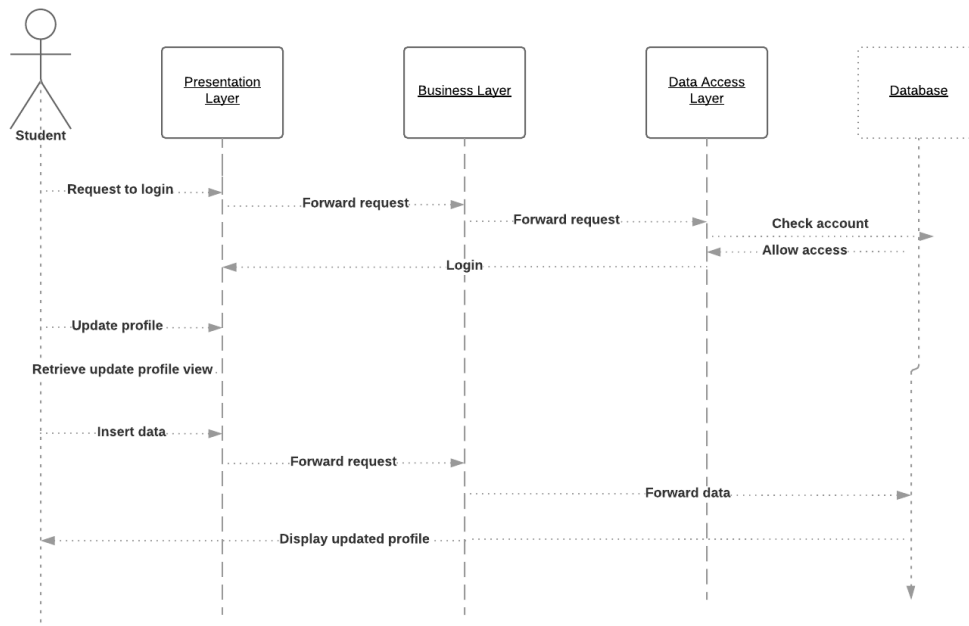 Presentation
Layer
Business Layer
Data Access
Layer
Database
Student
Request to login
Forward request
Forward request
Check account
Allow access
Login
Update profile
Retrieve update profile view
Insert data
Forward request
Forward data
Display updated profile